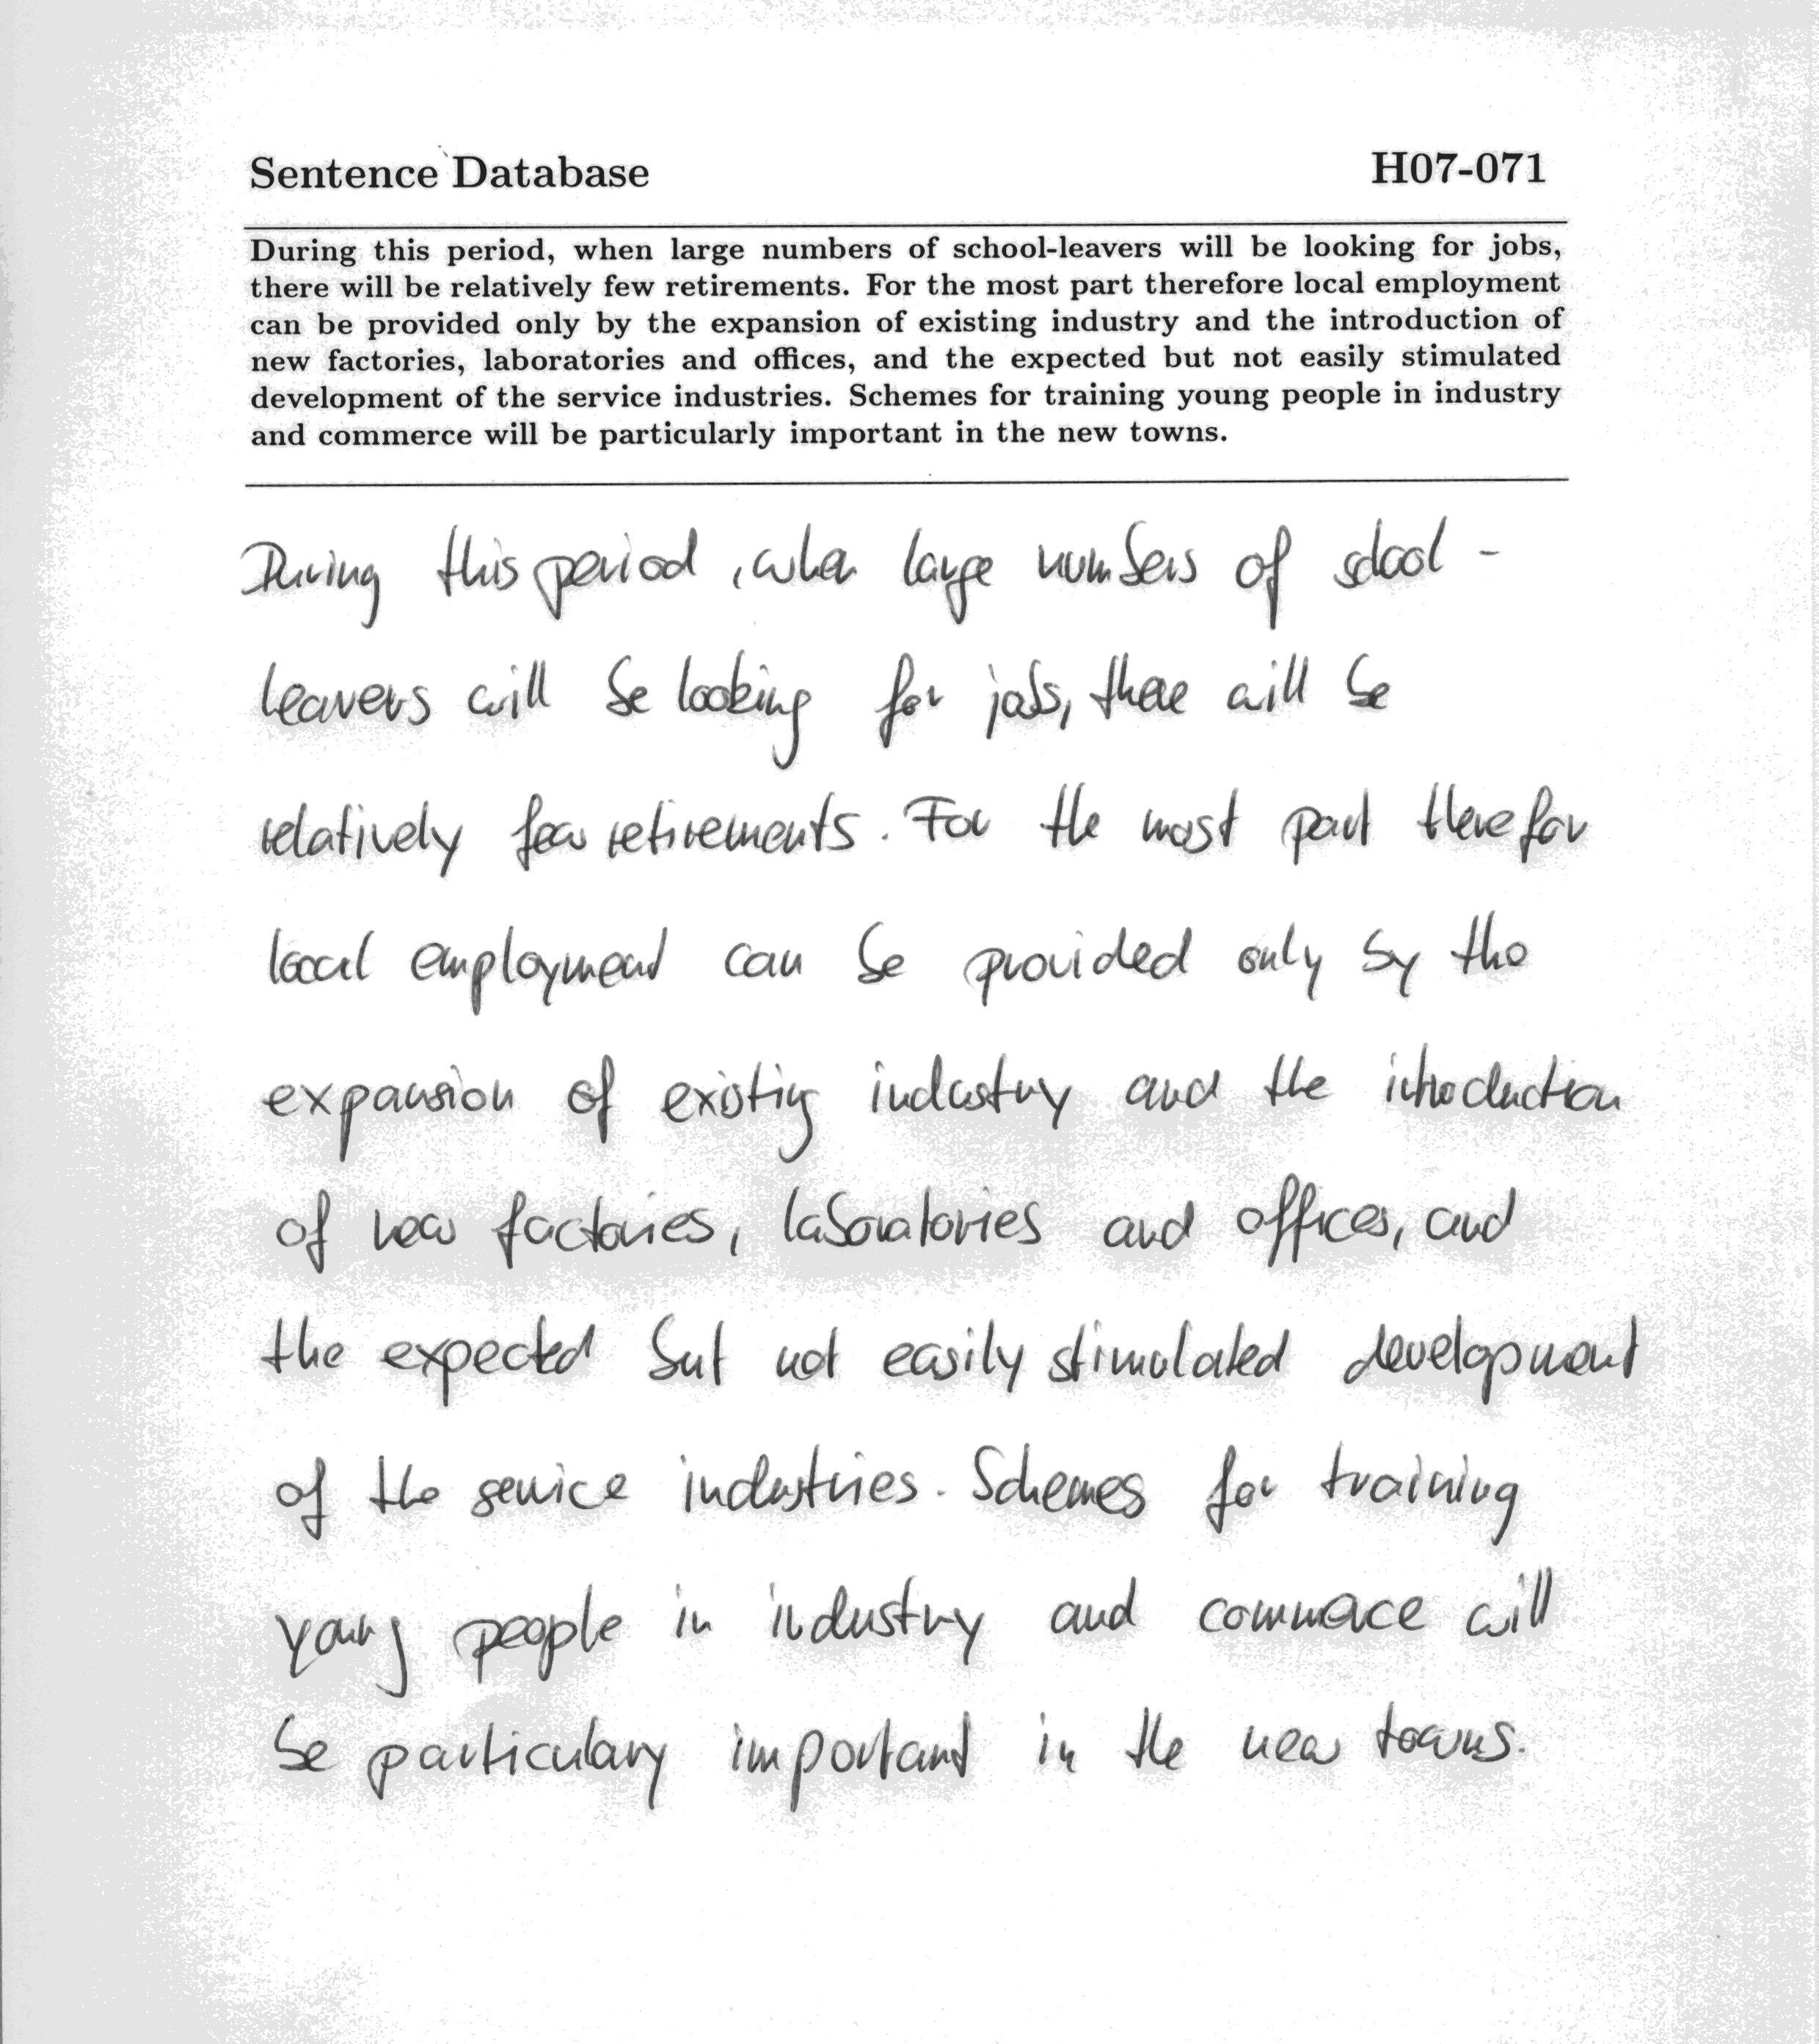 Sentence Database H07-071
During this period, when large numbers of school-leavers will be looking for jobs,
there will be relatively few retirements. For the most part therefore local employment
can be provided only by the expansion of existing industry and the introduction of
new factories, laboratories and offices, and the expected but not easily stimulated
development of the service industries. Schemes for training young people in industry
and commerce will be particularly important in the new towns.
During this period, when large numbers of school-
leavers will be looking for jobs, there will be
relatively few retirements. For the most part therefor
local employment can be provided only by the
expansion of existing industry and the introduction
of new factories, laboratories and offices, and
the expected but not easily stimulated development
of the service industries. Schemes for training
young people in industry and commerce will
be particulary important in the new towns.